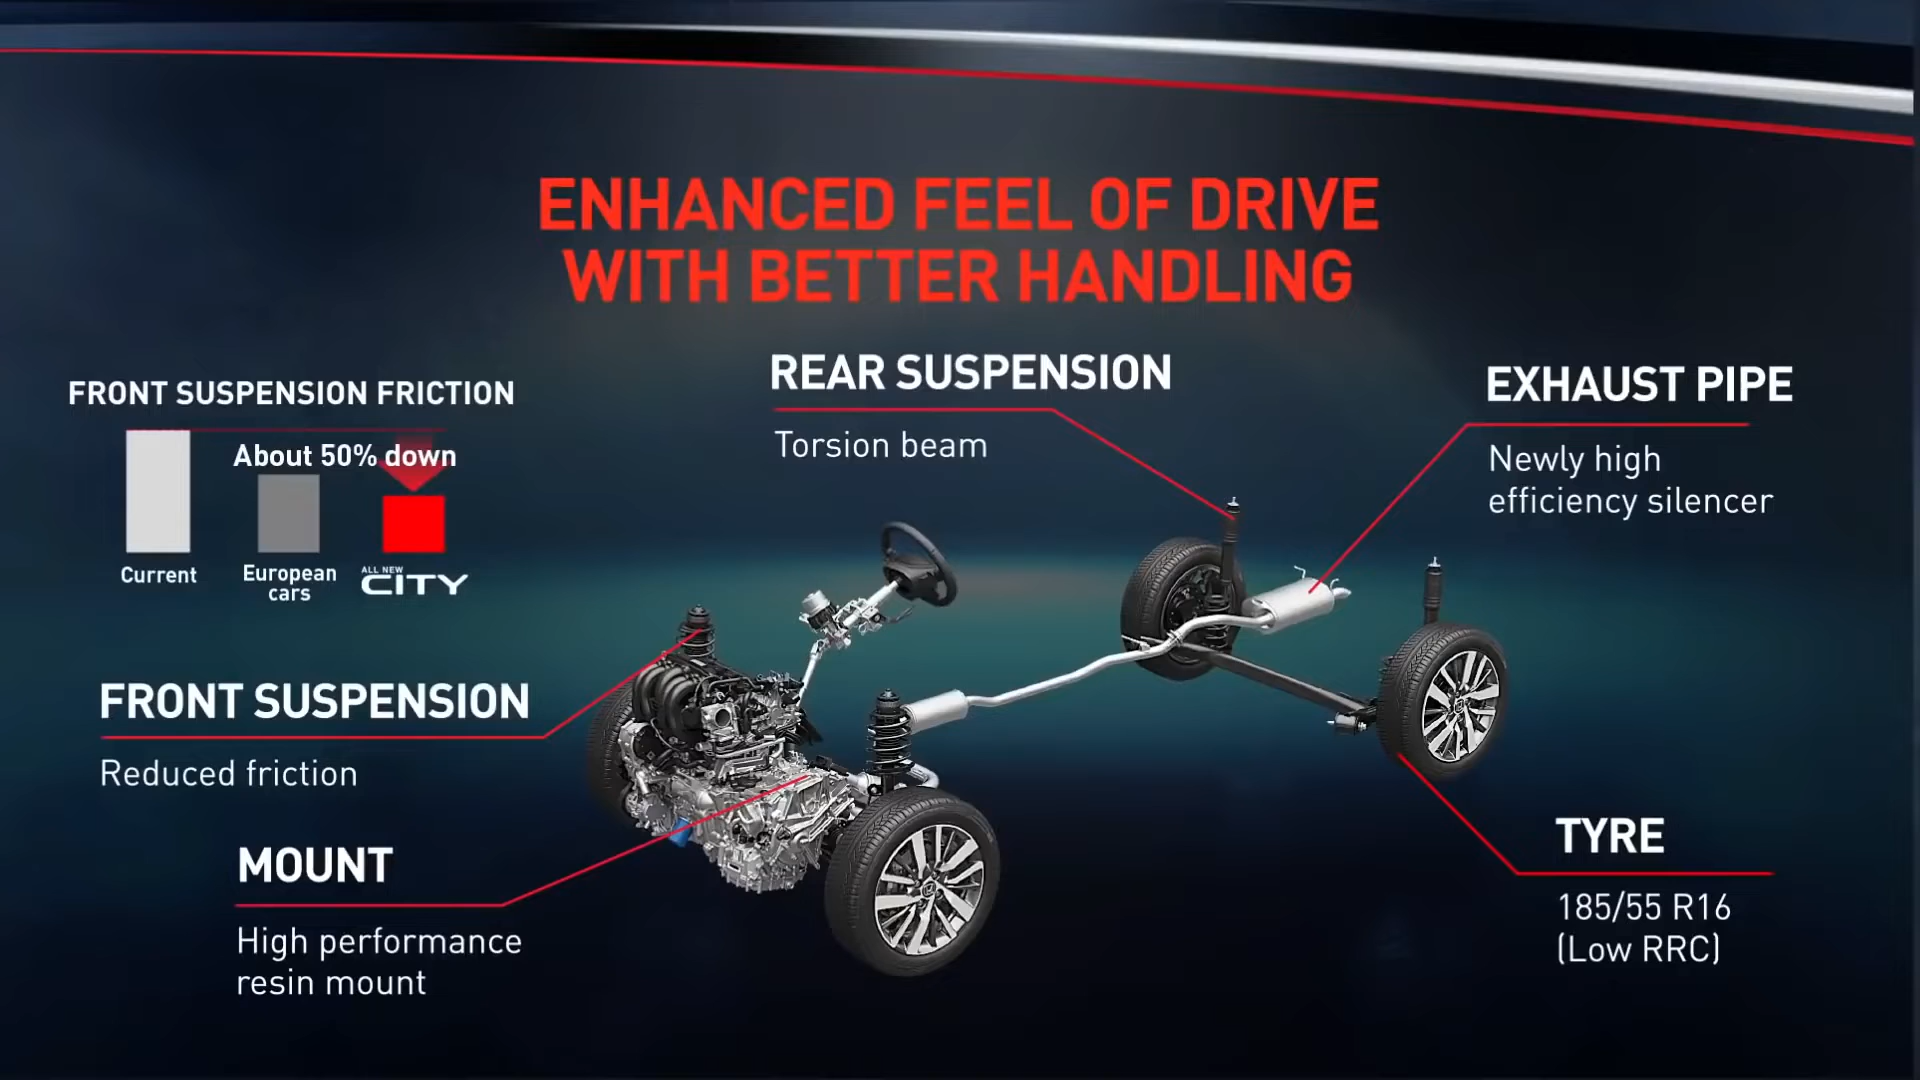 ENHANCED FEEL OF DRIVE
WITH BETTER HANDLING
FRONT SUSPENSION FRICTION
About 50% down
Current
European
cars
ALL NEW
CITY
REAR SUSPENSION
Torsion beam
EXHAUST PIPE
Newly high
efficiency silencer
FRONT SUSPENSION
Reduced friction
MOUNT
High performance
resin mount
TYRE
185/55 R16
(Low RRC)